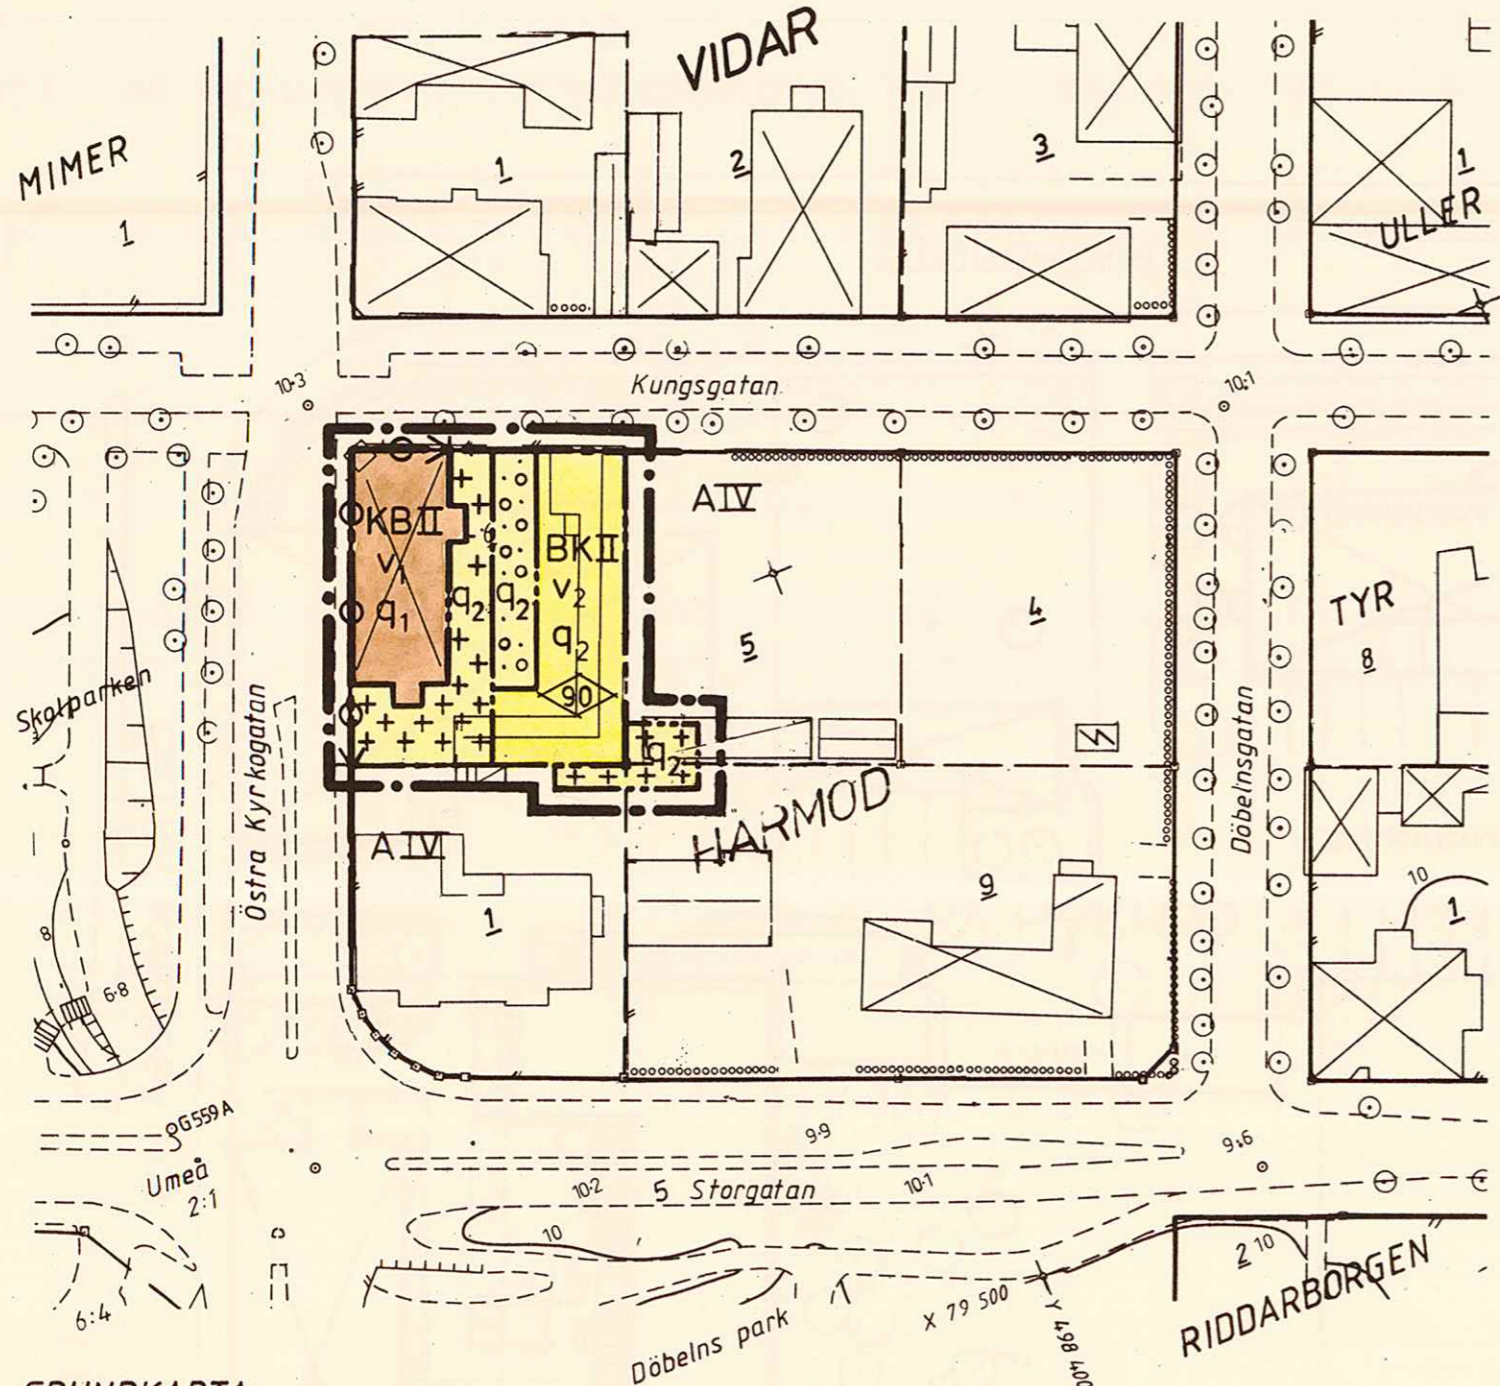 VIDAR
MIMER
1
1
2
3
1
ULLER
10.3
Kungsgatan
10.1
KBII
v1
q1
q2
q2
BKII
v2
q2
90
q2
AIV
5
4
TYR
8
Skolparken
Östra Kyrkogatan
Döbelnsgatan
HARMOD
AIV
1
9
10
1
8
6.8
G559A
Umeå
2:1
9.9
9.6
10.2
5
Storgatan
10.1
10
2
10
6:4
Döbelns park
X 79 500
Y 498 400
RIDDARBORGEN
GRUNDKARTA